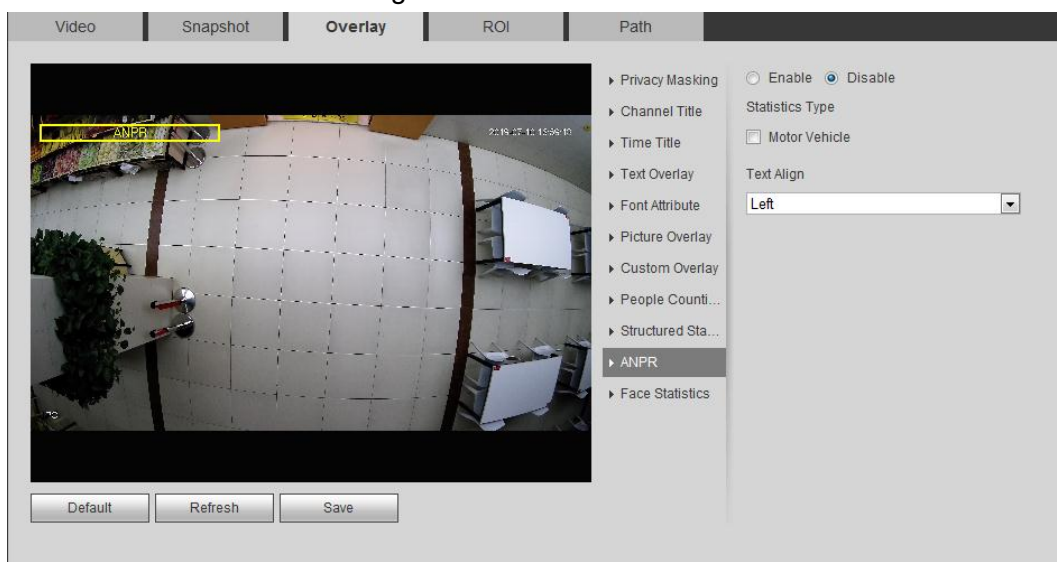 Video Snapshot Overlay ROI Path
ANPR
Privacy Masking
Channel Title
Time Title
Text Overlay
Font Attribute
Picture Overlay
Custom Overlay
People Counti...
Structured Sta...
ANPR
Face Statistics
Enable Disable
Statistics Type
Motor Vehicle
Text Align
Left
Default Refresh Save